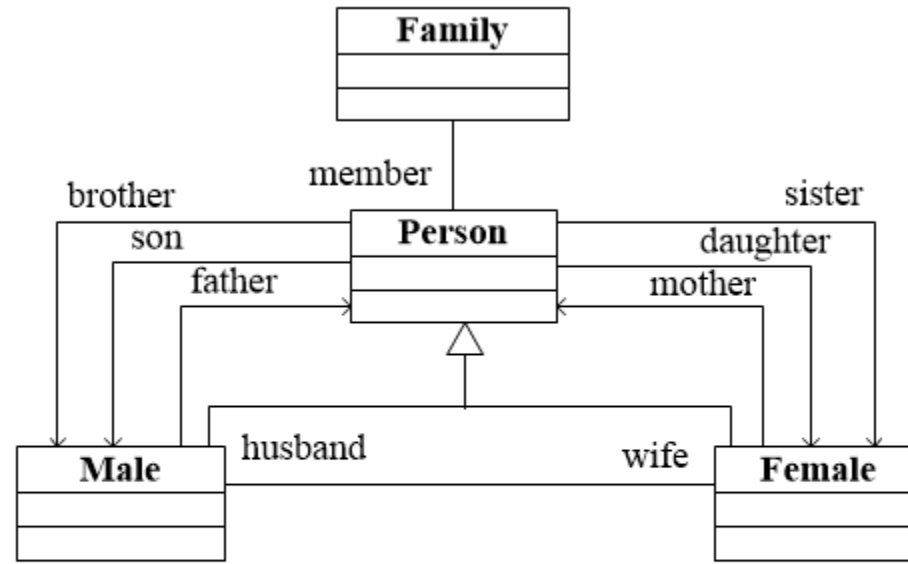 Family
member
brother
sister
Person
son
daughter
father
mother
husband
wife
Male
Female